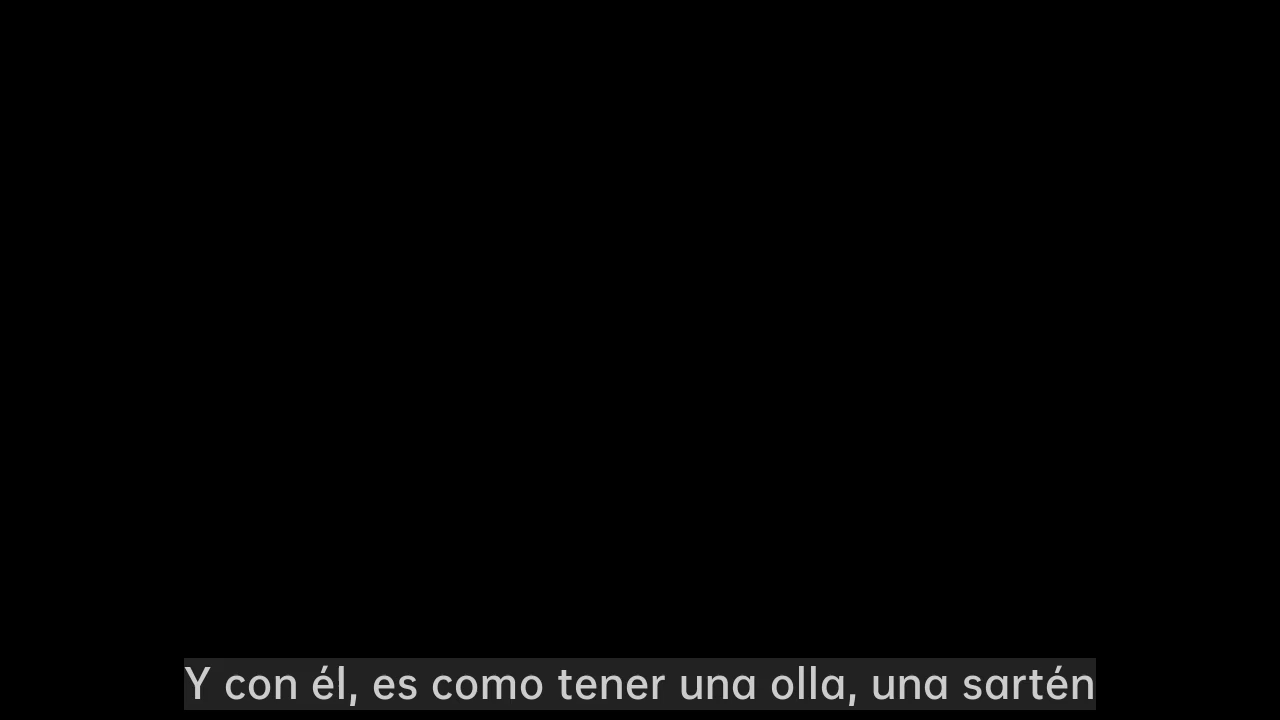 Y con él, es como tener una olla, una sartén